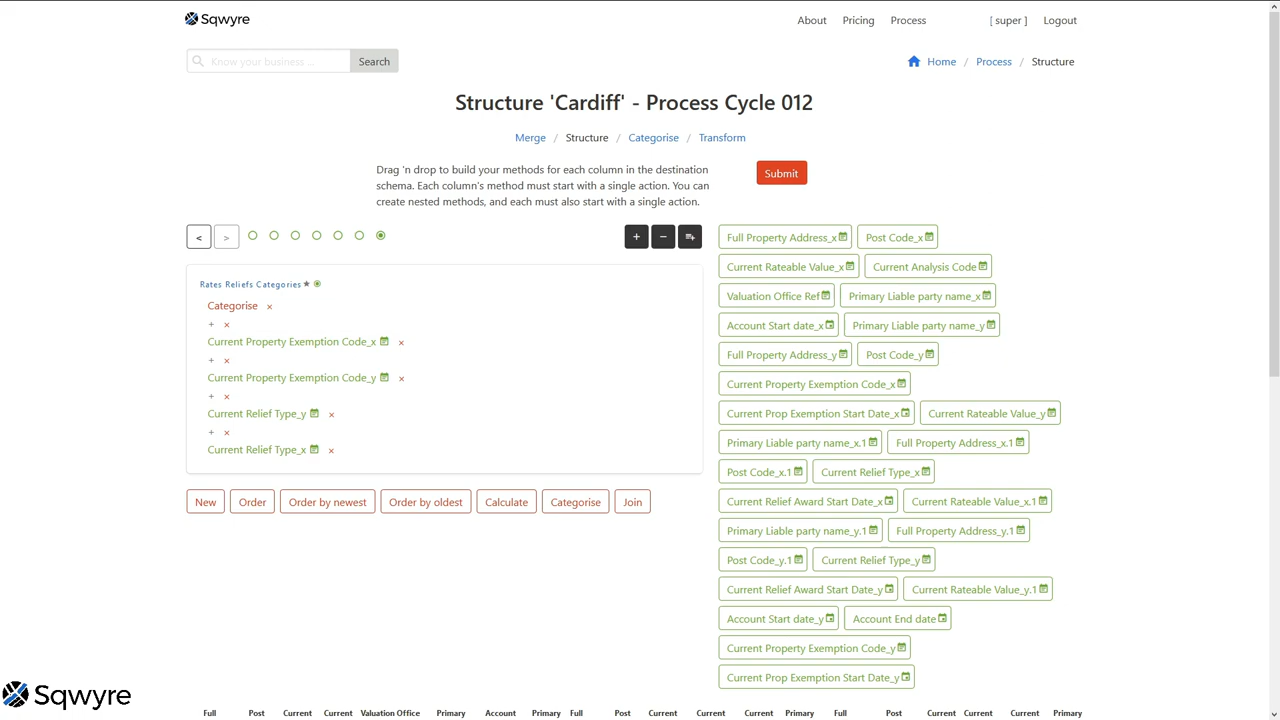 Sqwyre
About Pricing Process [ super ] Logout
Know your business ... Search
Home / Process / Structure
Structure 'Cardiff' - Process Cycle 012
Merge / Structure / Categorise / Transform
Drag 'n drop to build your methods for each column in the destination
schema. Each column's method must start with a single action. You can
create nested methods, and each must also start with a single action.
Submit
< >
+ −
Rates Reliefs Categories ★
Categorise ×
+ ×
Current Property Exemption Code_x ×
+ ×
Current Property Exemption Code_y ×
+ ×
Current Relief Type_y ×
+ ×
Current Relief Type_x ×
New Order Order by newest Order by oldest Calculate Categorise Join
Full Property Address_x Post Code_x
Current Rateable Value_x Current Analysis Code
Valuation Office Ref Primary Liable party name_x
Account Start date_x Primary Liable party name_y
Full Property Address_y Post Code_y
Current Property Exemption Code_x
Current Prop Exemption Start Date_x Current Rateable Value_y
Primary Liable party name_x.1 Full Property Address_x.1
Post Code_x.1 Current Relief Type_x
Current Relief Award Start Date_x Current Rateable Value_x.1
Primary Liable party name_y.1 Full Property Address_y.1
Post Code_y.1 Current Relief Type_y
Current Relief Award Start Date_y Current Rateable Value_y.1
Account Start date_y Account End date
Current Property Exemption Code_y
Current Prop Exemption Start Date_y
Sqwyre
Full Post Current Current Valuation Office Primary Account Primary Full Post Current Current Current Primary Full Post Current Current Current Primary